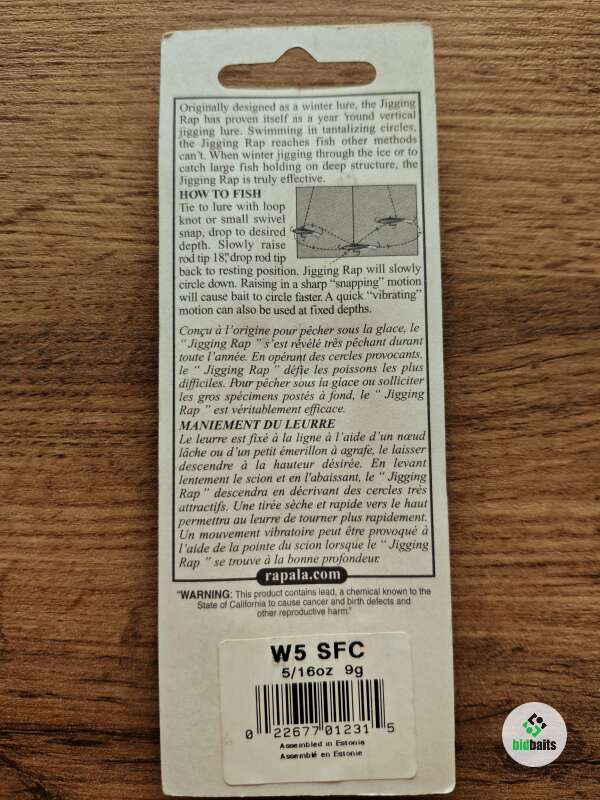 Originally designed as a winter lure, the Jigging
Rap has proven itself as a year 'round vertical
jigging lure. Swimming in tantalizing circles,
the Jigging Rap reaches fish other methods
can't. When winter jigging through the ice or to
catch large fish holding on deep structure, the
Jigging Rap is truly effective.
HOW TO FISH
Tie to lure with loop
knot or small swivel
snap, drop to desired
depth. Slowly raise
rod tip 18", drop rod tip
back to resting position. Jigging Rap will slowly
circle down. Raising in a sharp “snapping” motion
will cause bait to circle faster. A quick “vibrating”
motion can also be used at fixed depths.
Conçu à l'origine pour pêcher sous la glace, le
“ Jigging Rap ” s'est révélé très pêchant durant
toute l'année. En opérant des cercles provocants,
le “ Jigging Rap ” défie les poissons les plus
difficiles. Pour pêcher sous la glace ou solliciter
les gros spécimens postés à fond, le “ Jigging
Rap ” est véritablement efficace.
MANIEMENT DU LEURRE
Le leurre est fixé à la ligne à l'aide d'un nœud
lâche ou d'un petit émerillon à agrafe, le laisser
descendre à la hauteur désirée. En levant
lentement le scion et en l'abaissant, le “ Jigging
Rap ” descendra en décrivant des cercles très
attractifs. Une tirée sèche et rapide vers le haut
permettra au leurre de tourner plus rapidement.
Un mouvement vibratoire peut être provoqué à
l'aide de la pointe du scion lorsque le “ Jigging
Rap ” se trouve à la bonne profondeur.
rapala.com
"WARNING: This product contains lead, a chemical known to the
State of California to cause cancer and birth defects and
other reproductive harm."
W5 SFC
5/16oz 9g
0 22677 01231 5
Assembled in Estonia
Assemblé en Estonie
bidbaits